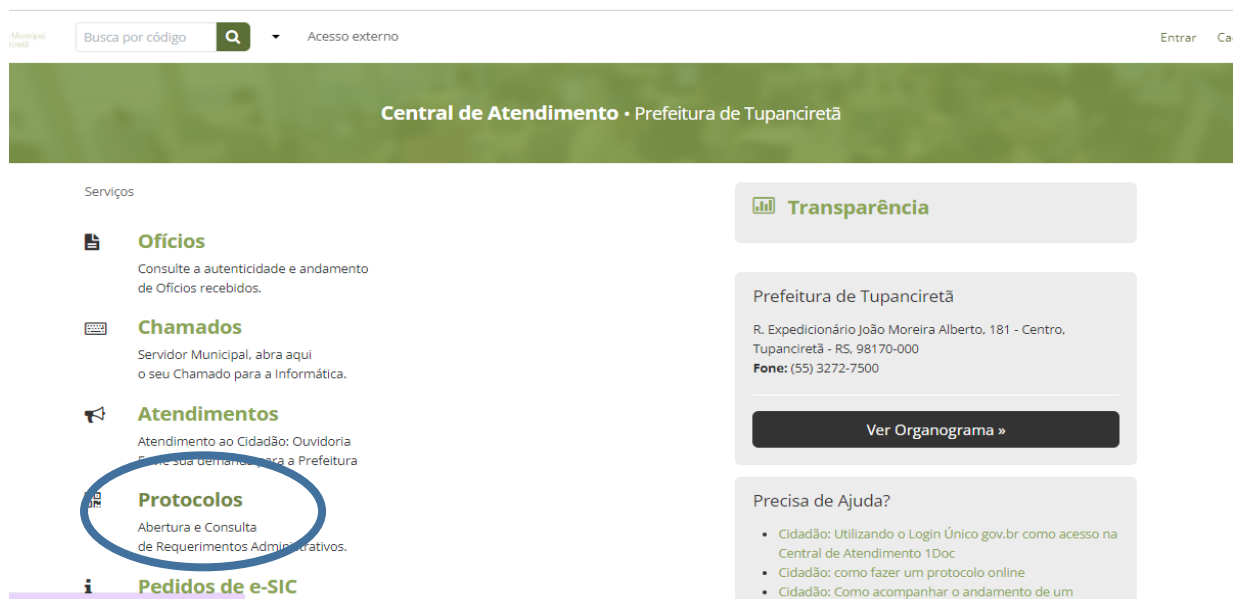 Busca por código
Acesso externo
Entrar
Central de Atendimento • Prefeitura de Tupanciretã
Serviços
Ofícios
Consulte a autenticidade e andamento
de Ofícios recebidos.
Chamados
Servidor Municipal, abra aqui
o seu Chamado para a Informática.
Atendimentos
Atendimento ao Cidadão: Ouvidoria
Envie sua demanda para a Prefeitura
Protocolos
Abertura e Consulta
de Requerimentos Administrativos.
Pedidos de e-SIC
Transparência
Prefeitura de Tupanciretã
R. Expedicionário João Moreira Alberto, 181 - Centro,
Tupanciretã - RS, 98170-000
Fone: (55) 3272-7500
Ver Organograma »
Precisa de Ajuda?
• Cidadão: Utilizando o Login Único gov.br como acesso na
Central de Atendimento 1Doc
• Cidadão: como fazer um protocolo online
• Cidadão: Como acompanhar o andamento de um